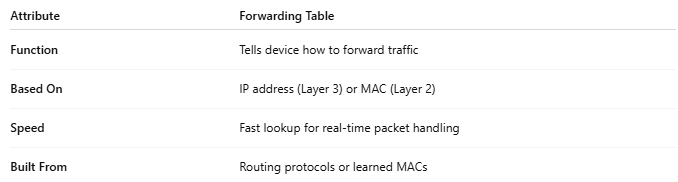 Attribute Forwarding Table
Function Tells device how to forward traffic
Based On IP address (Layer 3) or MAC (Layer 2)
Speed Fast lookup for real-time packet handling
Built From Routing protocols or learned MACs